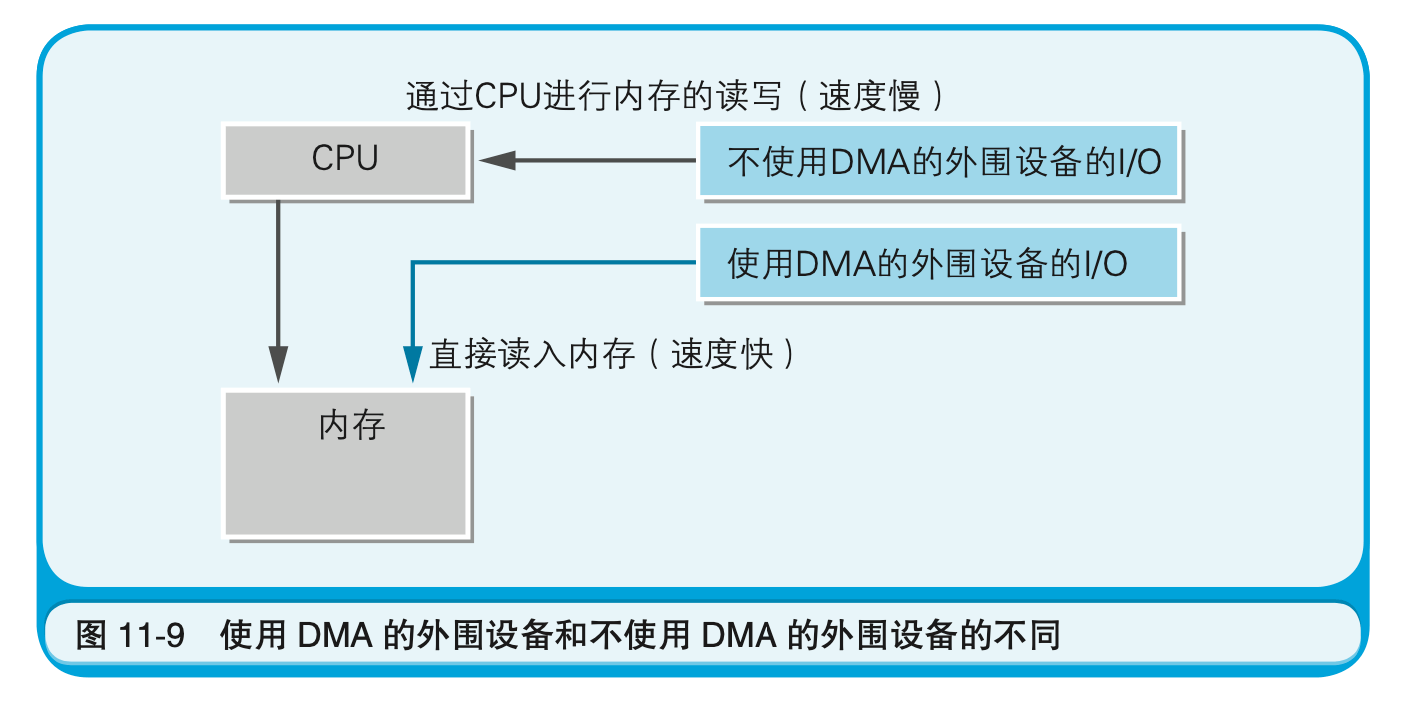 通过CPU进行内存的读写（速度慢）
CPU
不使用DMA的外围设备的I/O
使用DMA的外围设备的I/O
直接读入内存（速度快）
内存
图 11-9　使用 DMA 的外围设备和不使用 DMA 的外围设备的不同